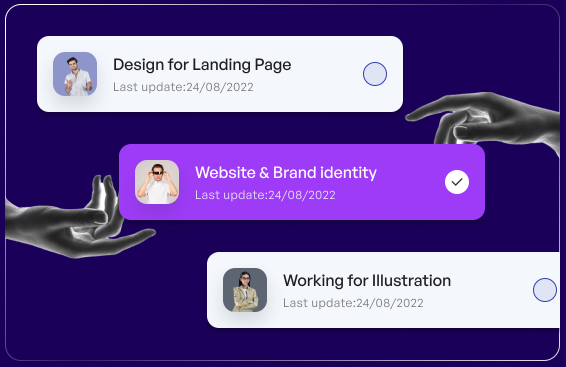 Design for Landing Page
Last update:24/08/2022
Website & Brand identity
Last update:24/08/2022
Working for Illustration
Last update:24/08/2022